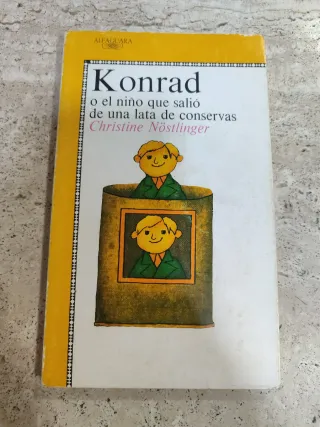 ALFAGUARA
Konrad
o el niño que salió
de una lata de conservas
Christine Nöstlinger